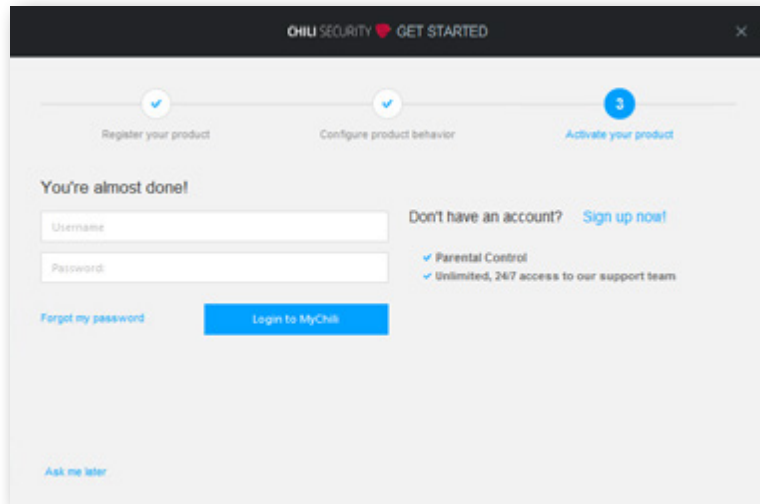 CHILI SECURITY GET STARTED
3
Register your product
Configure product behavior
Activate your product
You're almost done!
Username
Password:
Forgot my password
Login to MyChili
Don't have an account? Sign up now!
Parental Control
Unlimited, 24/7 access to our support team
Ask me later